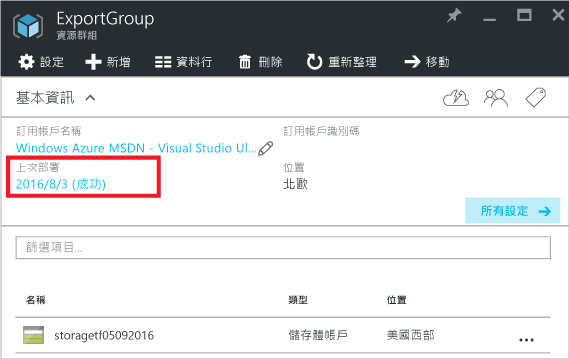 ExportGroup
資源群組
設定 新增 資料行 刪除 重新整理 移動
基本資訊
訂用帳戶名稱 訂用帳戶識別碼
Windows Azure MSDN - Visual Studio Ul...
上次部署 位置
2016/8/3 (成功) 北歐
所有設定
篩選項目...
名稱 類型 位置
storagetf05092016 儲存體帳戶 美國西部 ...